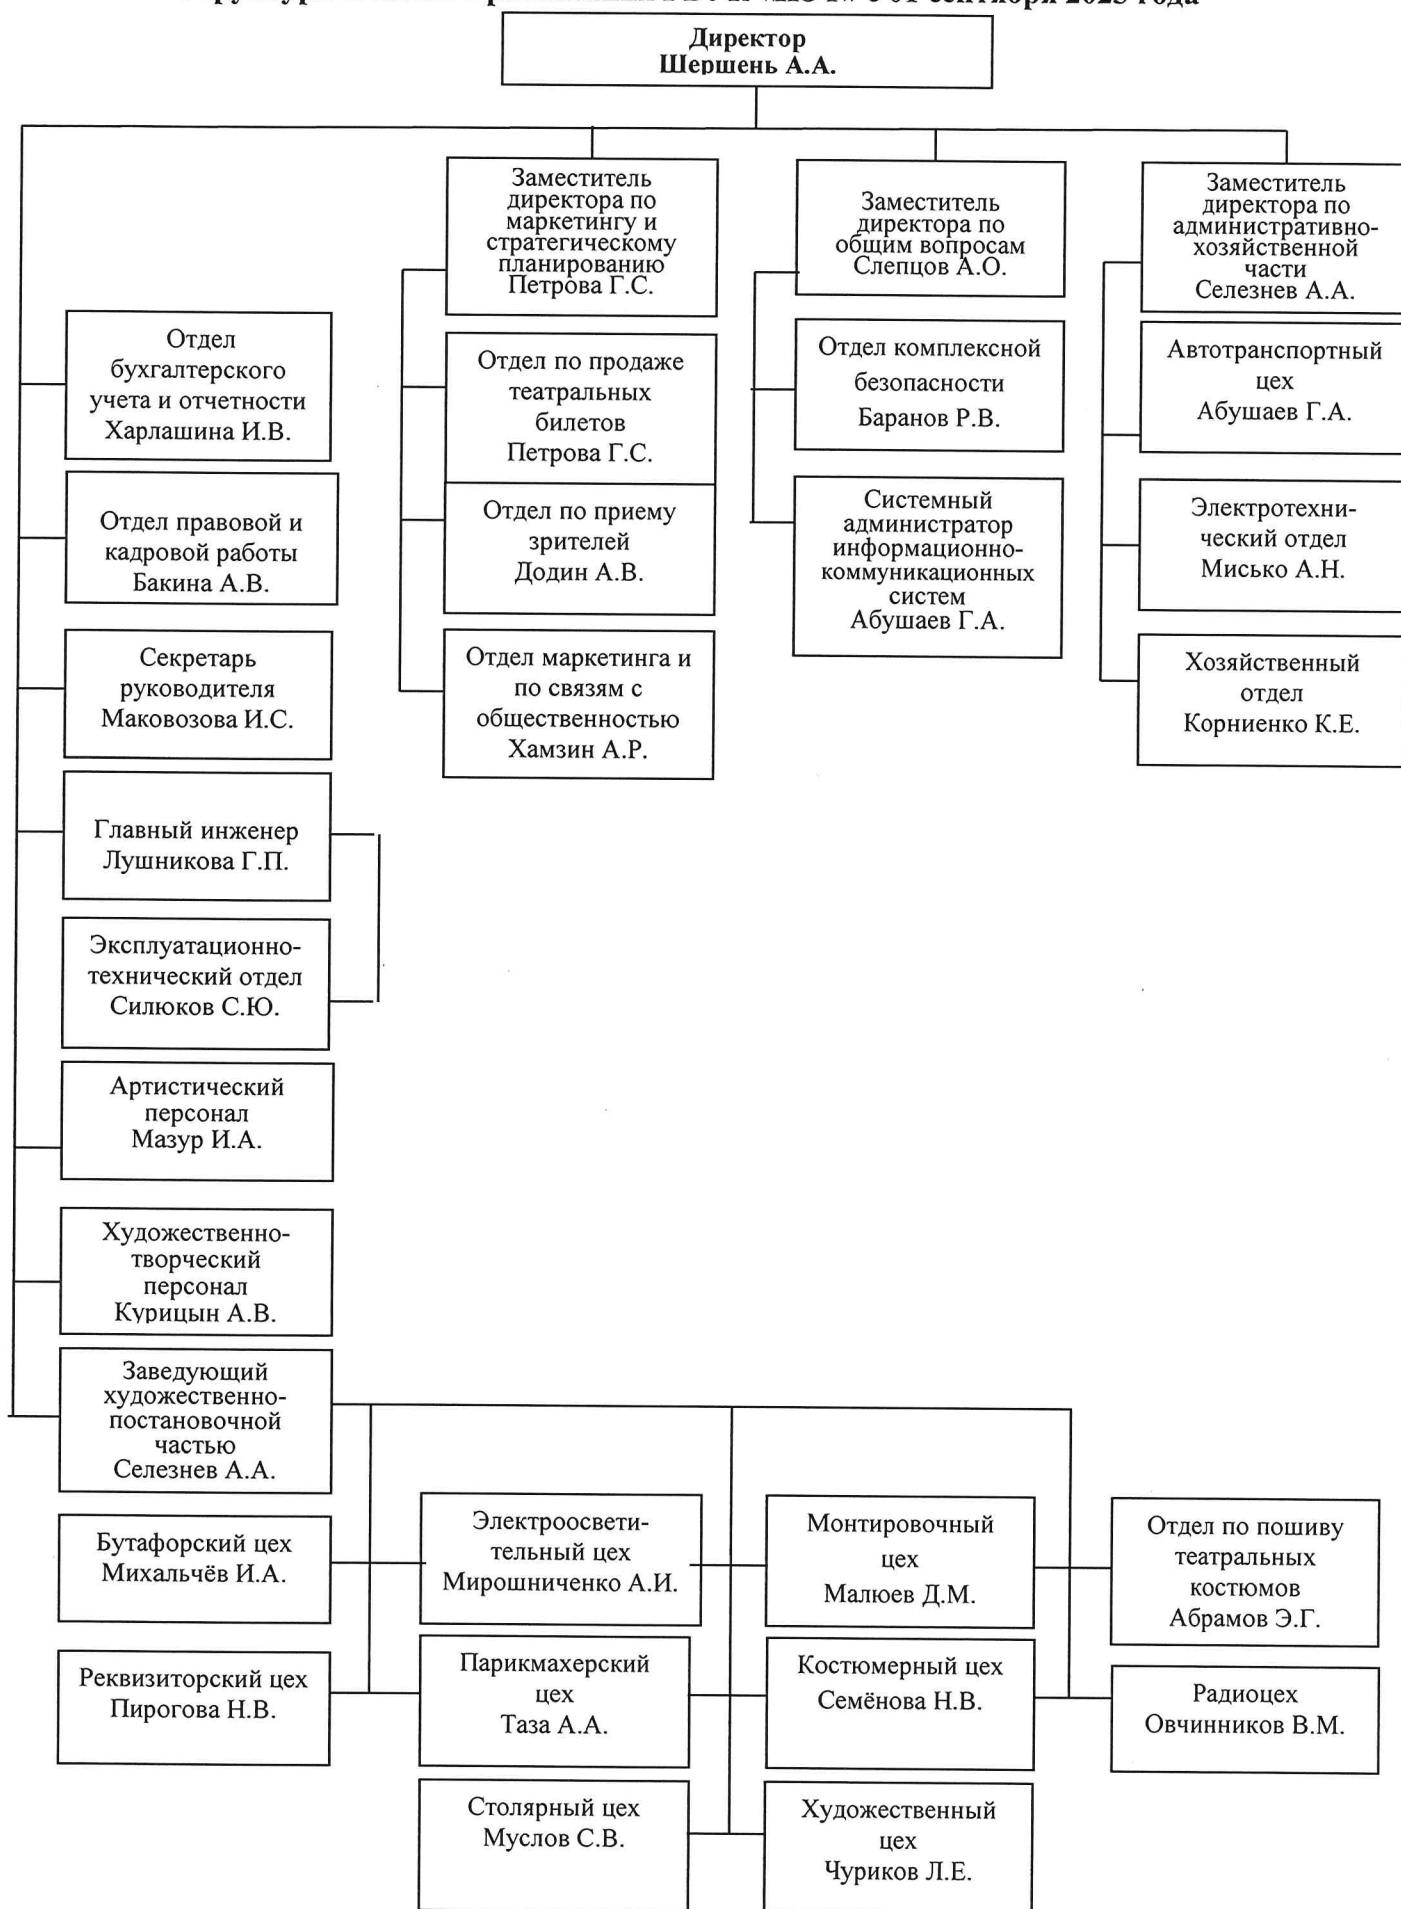 с 01 сентября 2023 года
Директор
Шершень А.А.
Заместитель
директора по
маркетингу и
стратегическому
планированию
Петрова Г.С.
Заместитель
директора по
общим вопросам
Слепцов А.О.
Заместитель
директора по
административно-
хозяйственной
части
Селезнев А.А.
Отдел
бухгалтерского
учета и отчетности
Харлашина И.В.
Отдел по продаже
театральных
билетов
Петрова Г.С.
Отдел комплексной
безопасности
Баранов Р.В.
Автотранспортный
цех
Абушаев Г.А.
Отдел правовой и
кадровой работы
Бакина А.В.
Отдел по приему
зрителей
Додин А.В.
Системный
администратор
информационно-
коммуникационных
систем
Абушаев Г.А.
Электротехни-
ческий отдел
Мисько А.Н.
Секретарь
руководителя
Маковозова И.С.
Отдел маркетинга и
по связям с
общественностью
Хамзин А.Р.
Хозяйственный
отдел
Корниенко К.Е.
Главный инженер
Лушникова Г.П.
Эксплуатационно-
технический отдел
Силюков С.Ю.
Артистический
персонал
Мазур И.А.
Художественно-
творческий
персонал
Курицын А.В.
Заведующий
художественно-
постановочной
частью
Селезнев А.А.
Бутафорский цех
Михальчёв И.А.
Электроосвети-
тельный цех
Мирошниченко А.И.
Монтировочный
цех
Малюев Д.М.
Отдел по пошиву
театральных
костюмов
Абрамов Э.Г.
Реквизиторский цех
Пирогова Н.В.
Парикмахерский
цех
Таза А.А.
Костюмерный цех
Семёнова Н.В.
Радиоцех
Овчинников В.М.
Столярный цех
Муслов С.В.
Художественный
цех
Чуриков Л.Е.